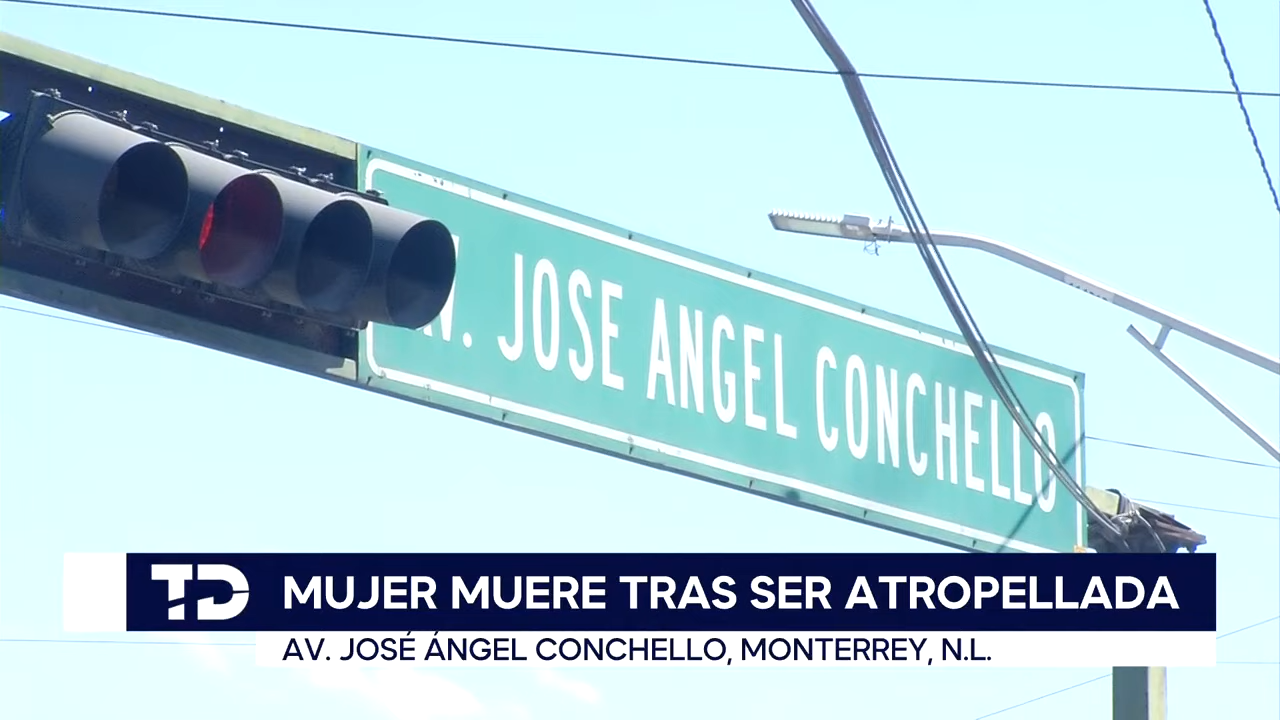 AV. JOSE ANGEL CONCHELLO
TD MUJER MUERE TRAS SER ATROPELLADA
AV. JOSÉ ÁNGEL CONCHELLO, MONTERREY, N.L.